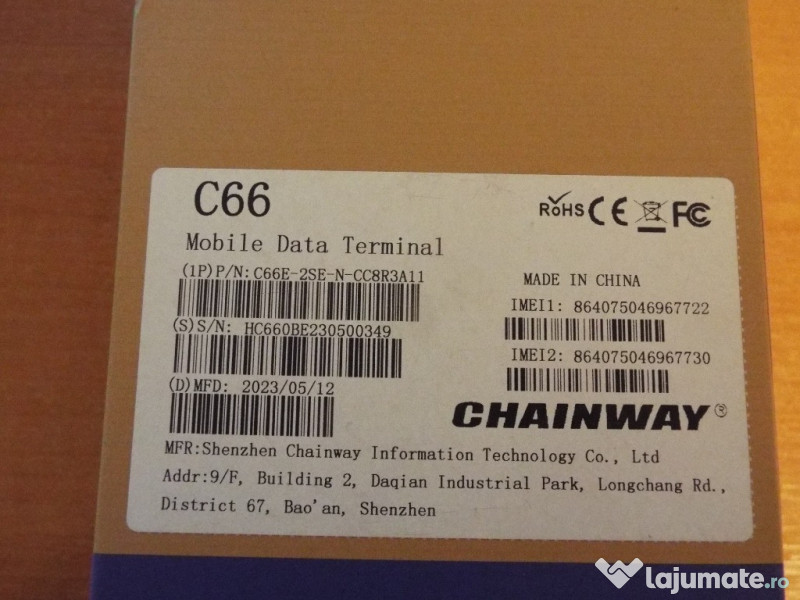 C66
RoHS CE FC
Mobile Data Terminal
(1P)P/N:C66E-2SE-N-CC8R3A11
MADE IN CHINA
IMEI1: 864075046967722
(S)S/N: HC660BE230500349
IMEI2: 864075046967730
(D)MFD: 2023/05/12
CHAINWAY®
MFR:Shenzhen Chainway Information Technology Co., Ltd
Addr:9/F, Building 2, Daqian Industrial Park, Longchang Rd.,
District 67, Bao'an, Shenzhen
lajumate.ro